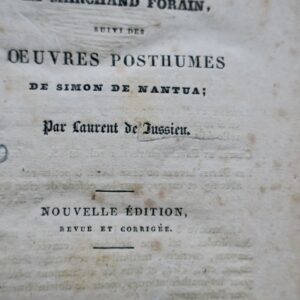 MARCHAND FORAIN,
SUIVI DES
OEUVRES POSTHUMES
DE SIMON DE NANTUA;
Par Laurent de Jussieu.
NOUVELLE ÉDITION,
REVUE ET CORRIGÉE.